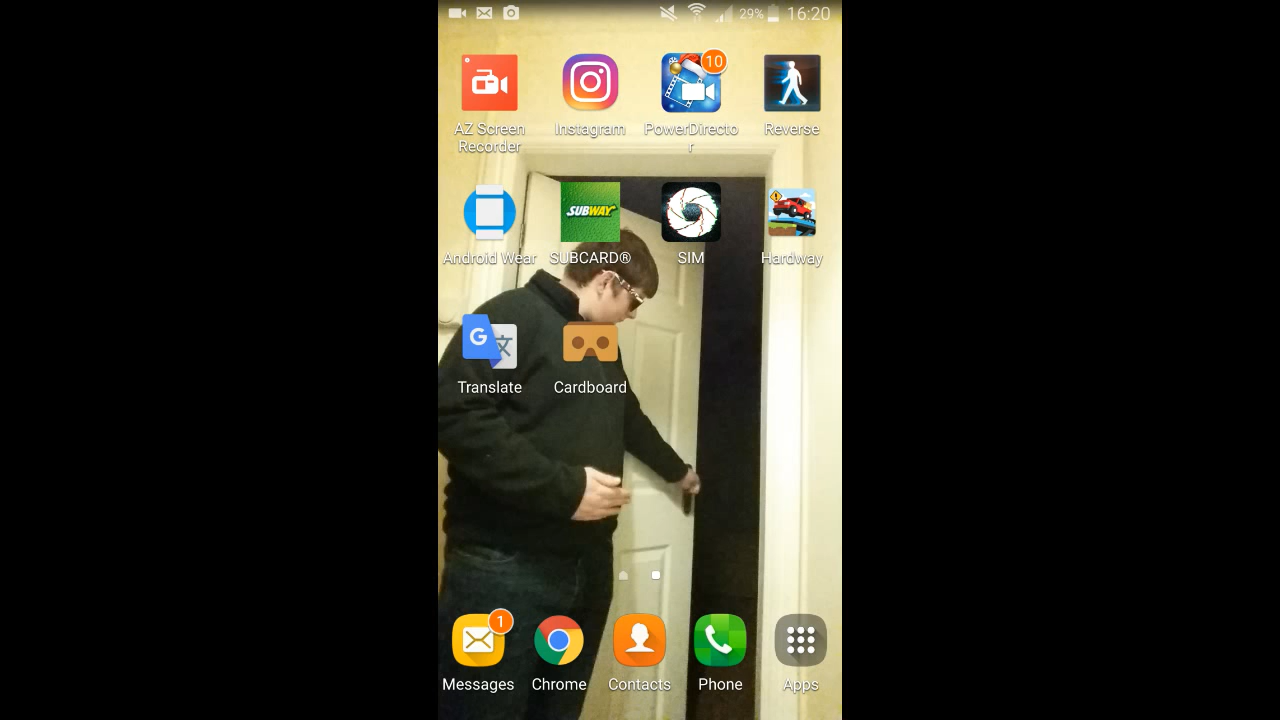 29% 16:20
10
AZ Screen
Recorder
Instagram
PowerDirecto
r
Reverse
SUBWAY
Android Wear
SUBCARD®
SIM
Hardway
G
文
Translate
Cardboard
1
Messages
Chrome
Contacts
Phone
Apps